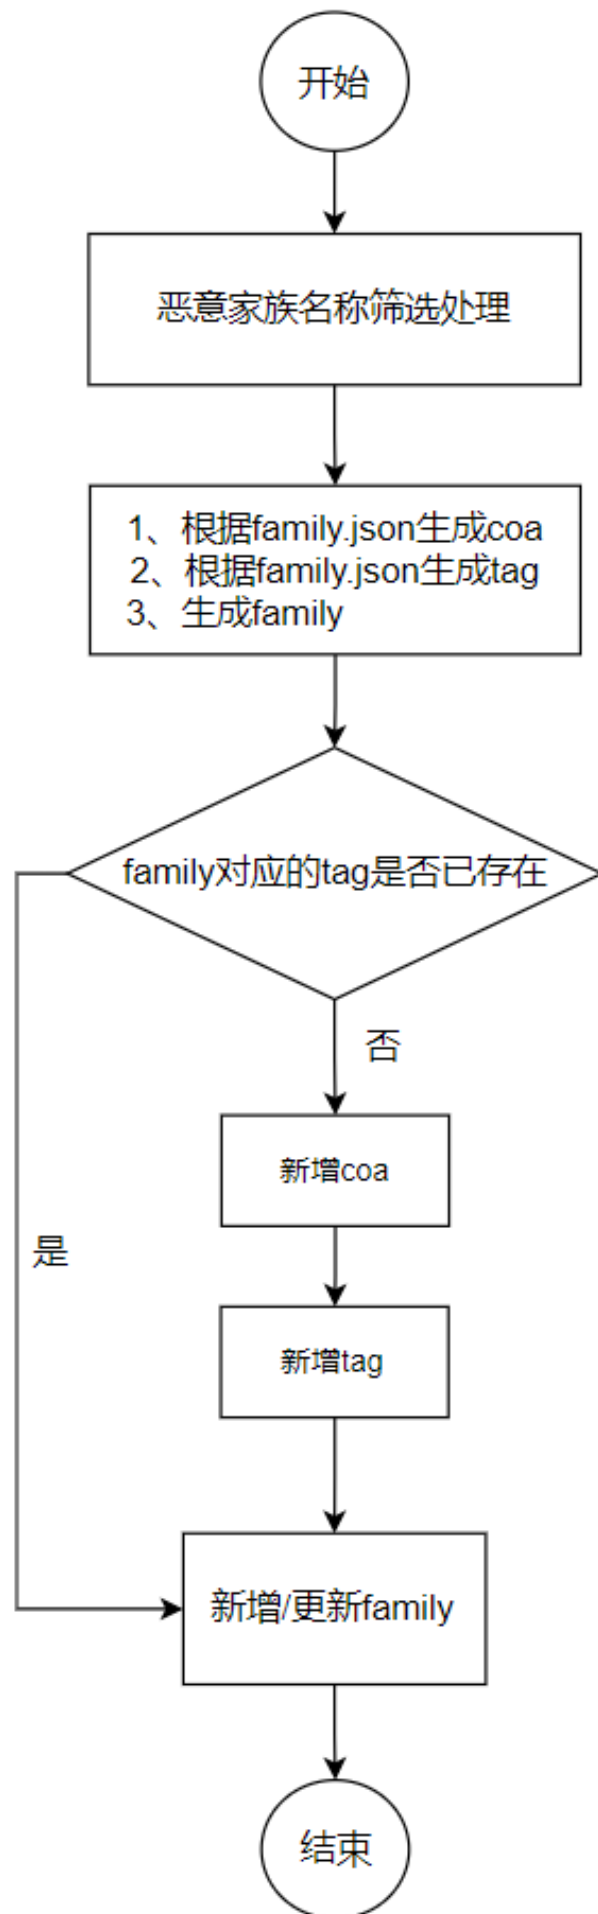 开始
恶意家族名称筛选处理
1、根据family.json生成coa
2、根据family.json生成tag
3、生成family
family对应的tag是否已存在
否
新增coa
是
新增tag
新增/更新family
结束